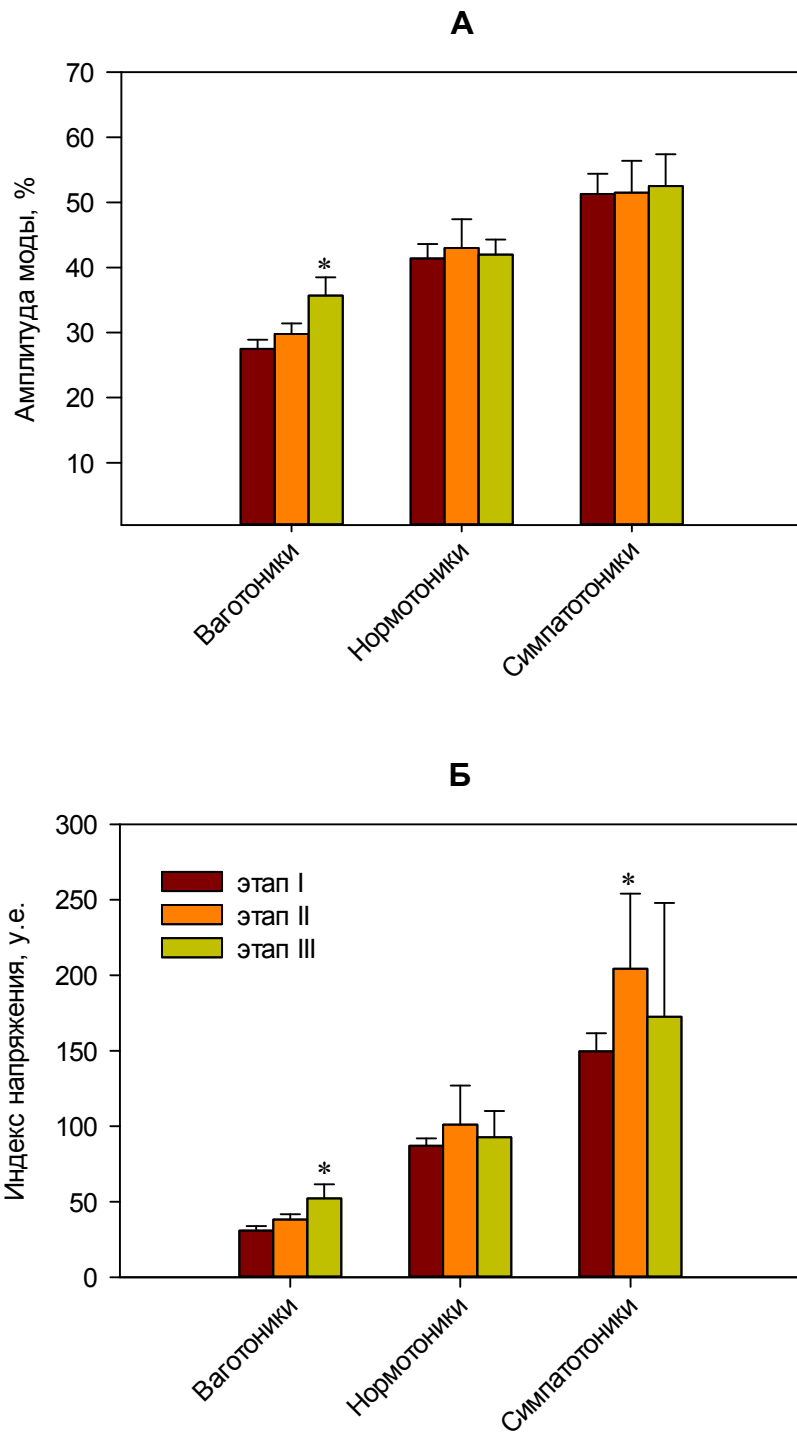 А
70
60
50
40
30
20
10
Амплитуда моды, %
*
Ваготоники
Нормотоники
Симпатотоники
Б
300
250
200
150
100
50
0
Индекс напряжения, у.е.
этап I
этап II
этап III
*
*
Ваготоники
Нормотоники
Симпатотоники